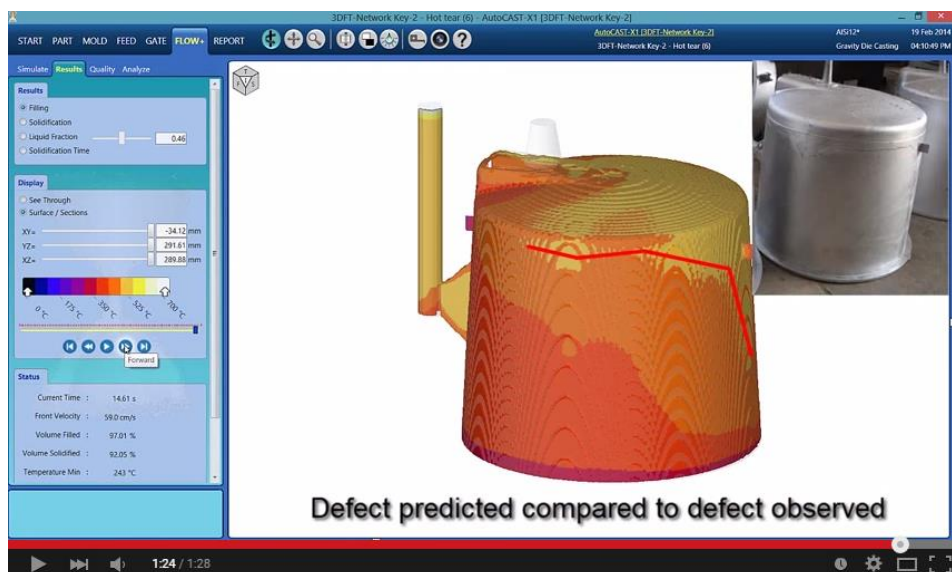 3DFT-Network Key-2 - Hot tear (6) - AutoCAST-X1 [3DFT-Network Key-2]
START PART MOLD FEED GATE FLOW+ REPORT
AutoCAST-X1 [3DFT-Network Key-2]
3DFT-Network Key-2 - Hot tear (6)
AlSi12*
Gravity Die Casting
19 Feb 2014
04:10:49 PM
Simulate Results Quality Analyze
Results
Filling
Solidification
Liquid Fraction 0.46
Solidification Time
Display
See Through
Surface / Sections
XY= -34.12 mm
YZ= 291.61 mm
XZ= 289.88 mm
0 °C 175 °C 350 °C 525 °C 700 °C
Forward
Status
Current Time : 14.61 s
Front Velocity : 59.0 cm/s
Volume Filled : 97.01 %
Volume Solidified : 92.05 %
Temperature Min : 243 °C
Defect predicted compared to defect observed
1:24 / 1:28